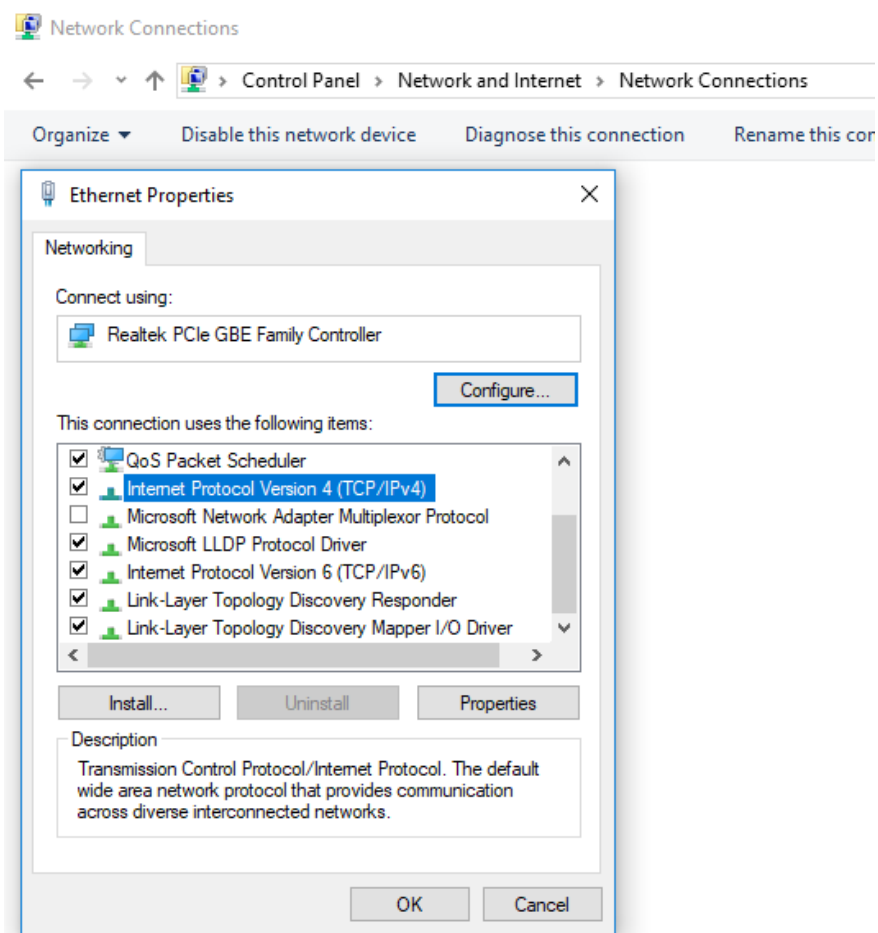 Network Connections
Control Panel > Network and Internet > Network Connections
Organize Disable this network device Diagnose this connection Rename this con
Ethernet Properties
Networking
Connect using:
Realtek PCIe GBE Family Controller
Configure...
This connection uses the following items:
QoS Packet Scheduler
Internet Protocol Version 4 (TCP/IPv4)
Microsoft Network Adapter Multiplexor Protocol
Microsoft LLDP Protocol Driver
Internet Protocol Version 6 (TCP/IPv6)
Link-Layer Topology Discovery Responder
Link-Layer Topology Discovery Mapper I/O Driver
Install... Uninstall Properties
Description
Transmission Control Protocol/Internet Protocol. The default
wide area network protocol that provides communication
across diverse interconnected networks.
OK Cancel